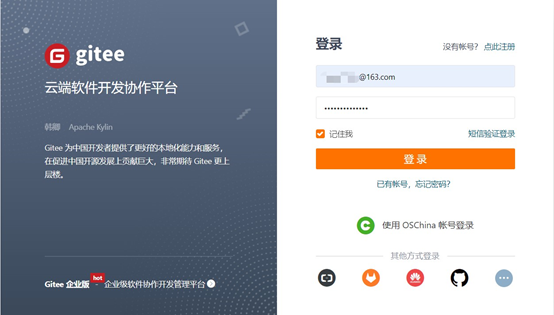 gitee
云端软件开发协作平台
韩卿 Apache Kylin
Gitee 为中国开发者提供了更好的本地化能力和服务，
在促进中国开源发展上贡献巨大，非常期待 Gitee 更上
层楼。
Gitee 企业版 hot - 企业级软件协作开发管理平台
登录
没有帐号？ 点此注册
@163.com
记住我
短信验证登录
登 录
已有帐号，忘记密码？
使用 OSChina 帐号登录
其他方式登录